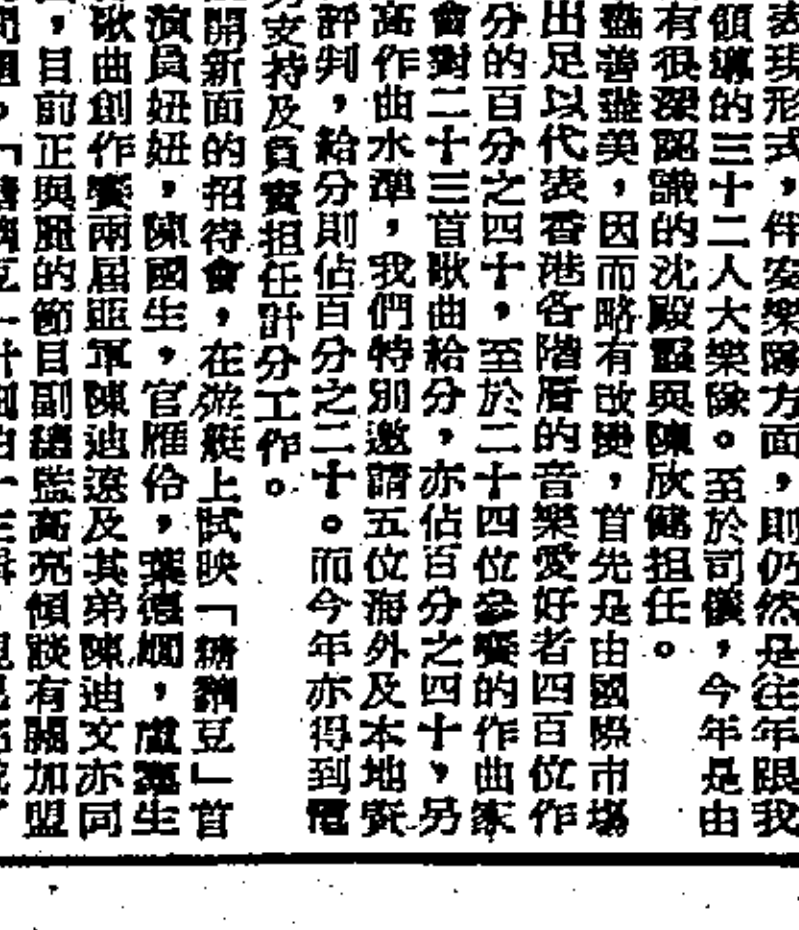 表現形式，伴安樂隊方面，則仍然是往年跟我
領導的三十二人大樂隊。至於司儀，今年是由
有很深認識的沈殿霞與陳欣健担任。
盡善盡美，因而略有改變，首先是由國際市場
出足以代表香港各階層的音樂愛好者四百位作
分的百分之四十，至於二十四位參賽的作曲家
會對二十三首歌曲給分，亦佔百分之四十，另
高作曲水準，我們特別邀請五位海外及本地資
評判，給分則佔百分之二十。而今年亦得到電
支持及負責担任計分工作。
開新面的招待會，在遊艇上試映「糖
豆」首
演員妞妞，陳國生，官雁伶，葉德嫻，盧
生
歌曲創作賽兩屆亞軍陳迪遼及其弟陳迪文亦同
，目前正與麗的節目副總監高亮傾談有關加盟